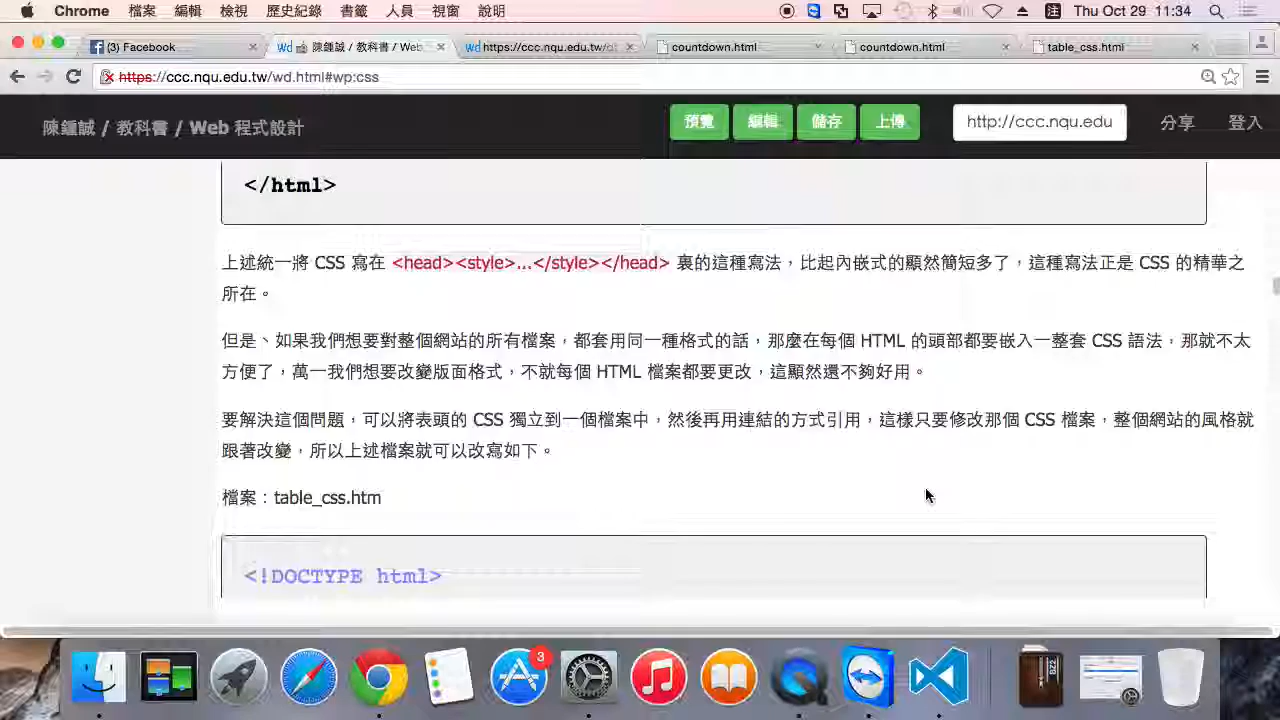 Chrome 檔案 編輯 檢視 歷史紀錄 書籤 人員 視窗 說明 注 Thu Oct 29 11:34
(3) Facebook 陳鍾誠 / 教科書 / Web https://ccc.nqu.edu.tw/d countdown.html countdown.html table_css.html
https://ccc.nqu.edu.tw/wd.html#wp:css
陳鍾誠 / 教科書 / Web 程式設計 預覽 編輯 儲存 上傳 http://ccc.nqu.edu 分享 登入
</html>
上述統一將 CSS 寫在 <head><style>...</style></head> 裏的這種寫法，比起內嵌式的顯然簡短多了，這種寫法正是 CSS 的精華之
所在。
但是、如果我們想要對整個網站的所有檔案，都套用同一種格式的話，那麼在每個 HTML 的頭部都要嵌入一整套 CSS 語法，那就不太
方便了，萬一我們想要改變版面格式，不就每個 HTML 檔案都要更改，這顯然還不夠好用。
要解決這個問題，可以將表頭的 CSS 獨立到一個檔案中，然後再用連結的方式引用，這樣只要修改那個 CSS 檔案，整個網站的風格就
跟著改變，所以上述檔案就可以改寫如下。
檔案：table_css.htm
<!DOCTYPE html>
3